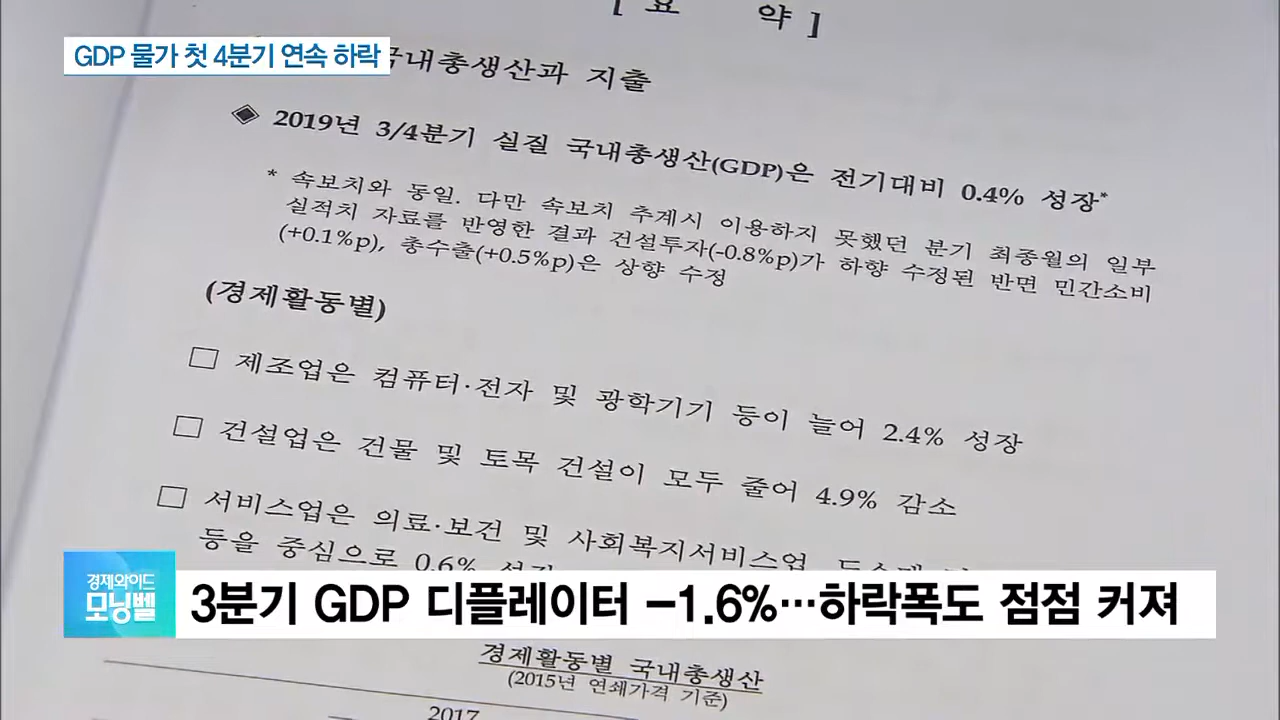 [ 요 약 ]
GDP 물가 첫 4분기 연속 하락
국내총생산과 지출
◈ 2019년 3/4분기 실질 국내총생산(GDP)은 전기대비 0.4% 성장*
* 속보치와 동일. 다만 속보치 추계시 이용하지 못했던 분기 최종월의 일부
실적치 자료를 반영한 결과 건설투자(-0.8%p)가 하향 수정된 반면 민간소비
(+0.1%p), 총수출(+0.5%p)은 상향 수정
(경제활동별)
□ 제조업은 컴퓨터·전자 및 광학기기 등이 늘어 2.4% 성장
□ 건설업은 건물 및 토목 건설이 모두 줄어 4.9% 감소
□ 서비스업은 의료·보건 및 사회복지서비스업,
등을 중심으로 0.6%
경제와이드
모닝벨
3분기 GDP 디플레이터 -1.6%…하락폭도 점점 커져
경제활동별 국내총생산
(2015년 연쇄가격 기준)
2017